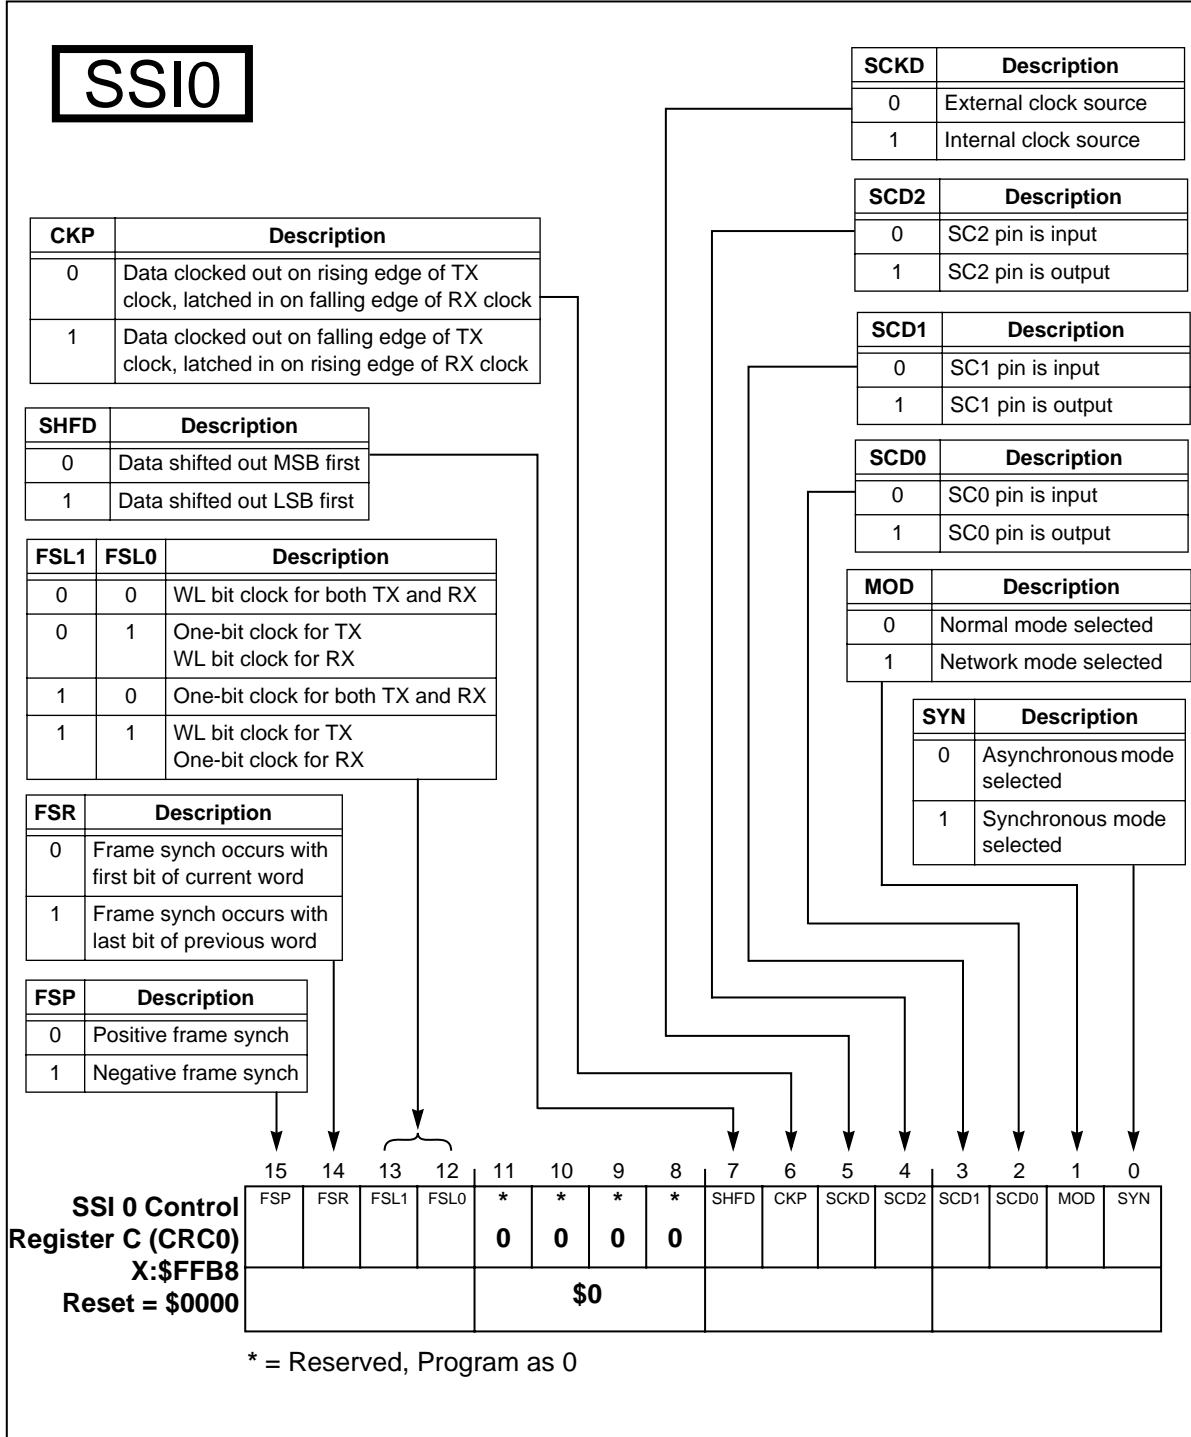 SSI0
SCKD Description
0 External clock source
1 Internal clock source
SCD2 Description
0 SC2 pin is input
1 SC2 pin is output
CKP Description
0 Data clocked out on rising edge of TX
clock, latched in on falling edge of RX clock
1 Data clocked out on falling edge of TX
clock, latched in on rising edge of RX clock
SCD1 Description
0 SC1 pin is input
1 SC1 pin is output
SHFD Description
0 Data shifted out MSB first
1 Data shifted out LSB first
SCD0 Description
0 SC0 pin is input
1 SC0 pin is output
FSL1 FSL0 Description
0 0 WL bit clock for both TX and RX
0 1 One-bit clock for TX
WL bit clock for RX
1 0 One-bit clock for both TX and RX
1 1 WL bit clock for TX
One-bit clock for RX
MOD Description
0 Normal mode selected
1 Network mode selected
SYN Description
0 Asynchronous mode
selected
1 Synchronous mode
selected
FSR Description
0 Frame synch occurs with
first bit of current word
1 Frame synch occurs with
last bit of previous word
FSP Description
0 Positive frame synch
1 Negative frame synch
15 14 13 12 11 10 9 8 7 6 5 4 3 2 1 0
FSP FSR FSL1 FSL0 * * * * SHFD CKP SCKD SCD2 SCD1 SCD0 MOD SYN
0 0 0 0
$0
SSI 0 Control
Register C (CRC0)
X:$FFB8
Reset = $0000
* = Reserved, Program as 0